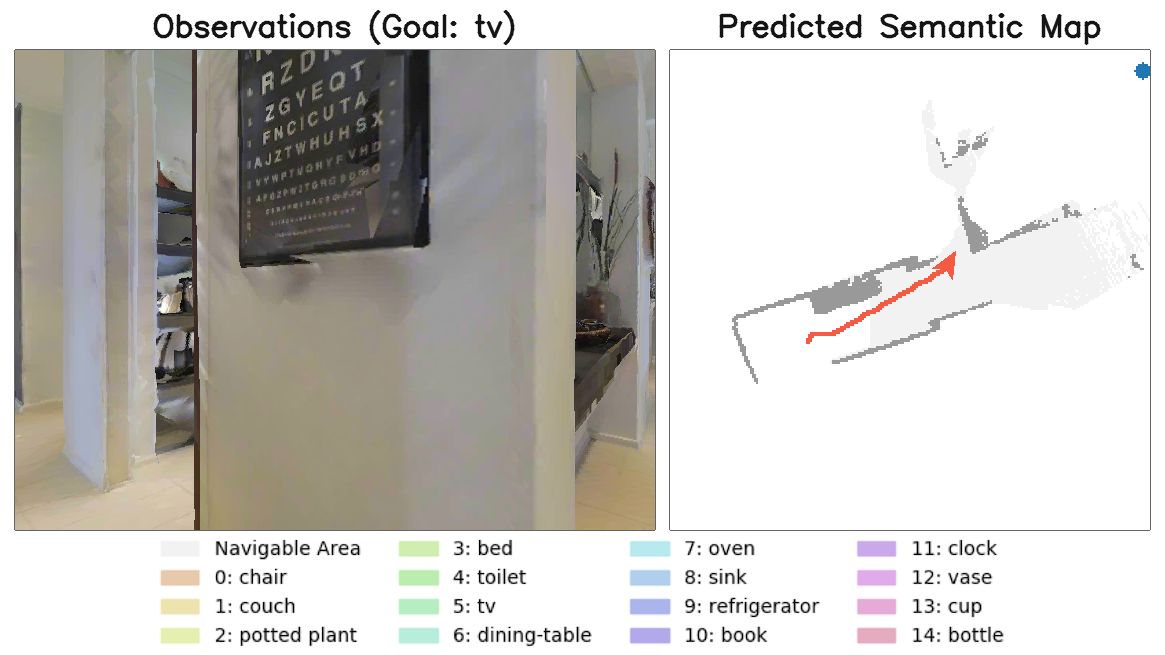 Observations (Goal: tv)
Predicted Semantic Map
RZDN
ZGYEQT
FNCICUTA
AJZTWHUHSX
Navigable Area
0: chair
1: couch
2: potted plant
3: bed
4: toilet
5: tv
6: dining-table
7: oven
8: sink
9: refrigerator
10: book
11: clock
12: vase
13: cup
14: bottle